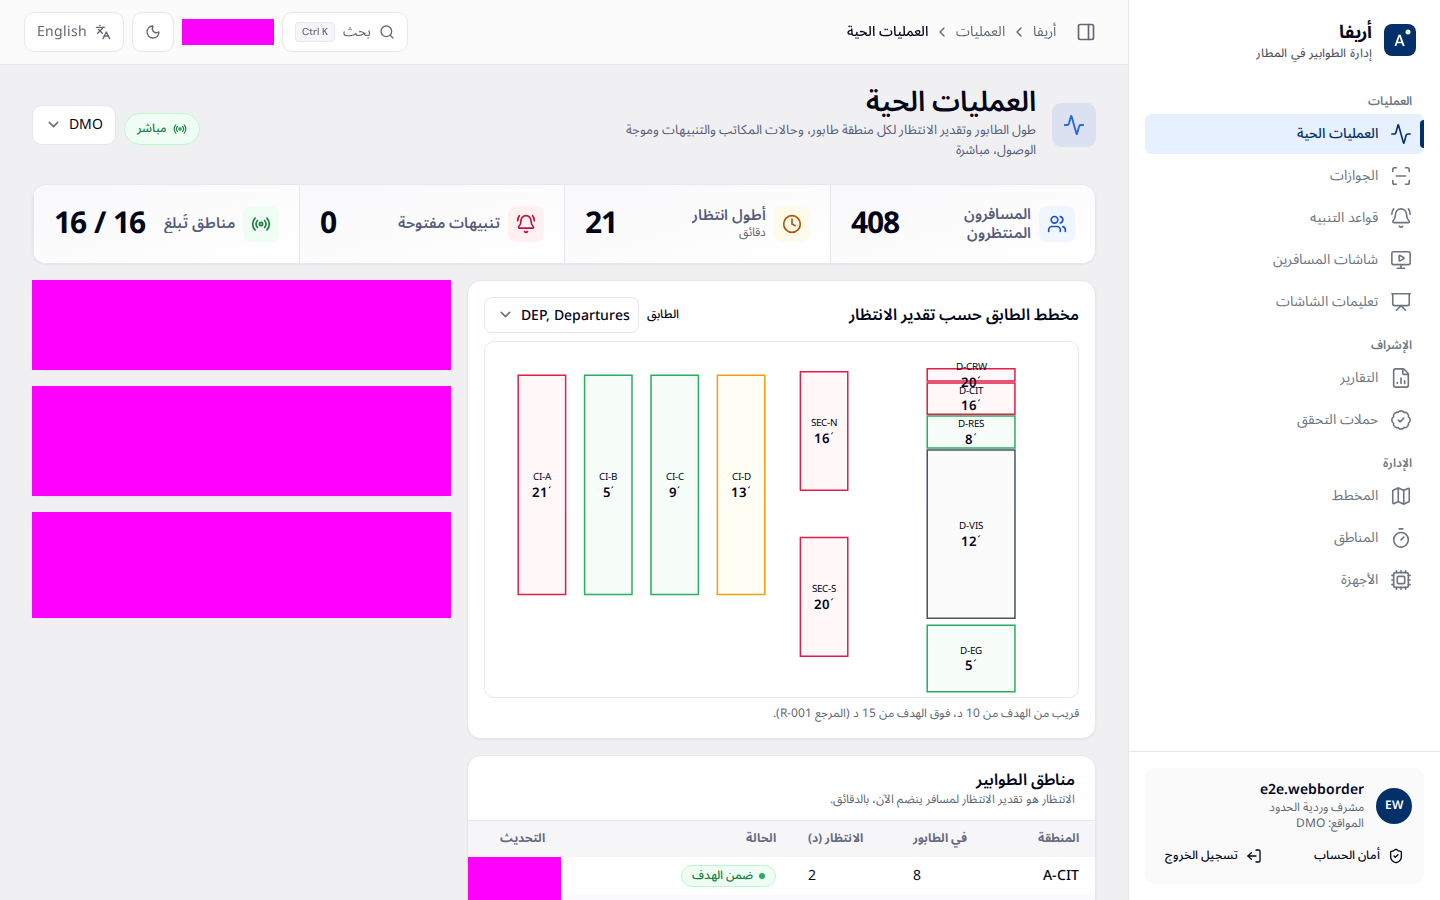 أريفا
إدارة الطوابير في المطار
A
العمليات
العمليات الحية
الجوازات
قواعد التنبيه
شاشات المسافرين
تعليمات الشاشات
الإشراف
التقارير
حملات التحقق
الإدارة
المخطط
المناطق
الأجهزة
EW
e2e.webborder
مشرف وردية الحدود
المواقع: DMO
أمان الحساب
تسجيل الخروج
أريفا
العمليات
العمليات الحية
بحث
Ctrl K
English
العمليات الحية
طول الطابور وتقدير الانتظار لكل منطقة طابور، وحالات المكاتب والتنبيهات وموجة
الوصول، مباشرة
مباشر
DMO
المسافرون
المنتظرون
408
أطول انتظار
دقائق
21
تنبيهات مفتوحة
0
مناطق تُبلغ
16 / 16
مخطط الطابق حسب تقدير الانتظار
الطابق
DEP, Departures
D-CRW
20′
D-CIT
16′
D-RES
8′
D-VIS
12′
D-EG
5′
SEC-N
16′
SEC-S
20′
CI-D
13′
CI-C
9′
CI-B
5′
CI-A
21′
قريب من الهدف من 10 د، فوق الهدف من 15 د (المرجع R-001).
مناطق الطوابير
الانتظار هو تقدير الانتظار لمسافر ينضم الآن، بالدقائق.
المنطقة
في الطابور
الانتظار (د)
الحالة
التحديث
A-CIT
8
2
ضمن الهدف